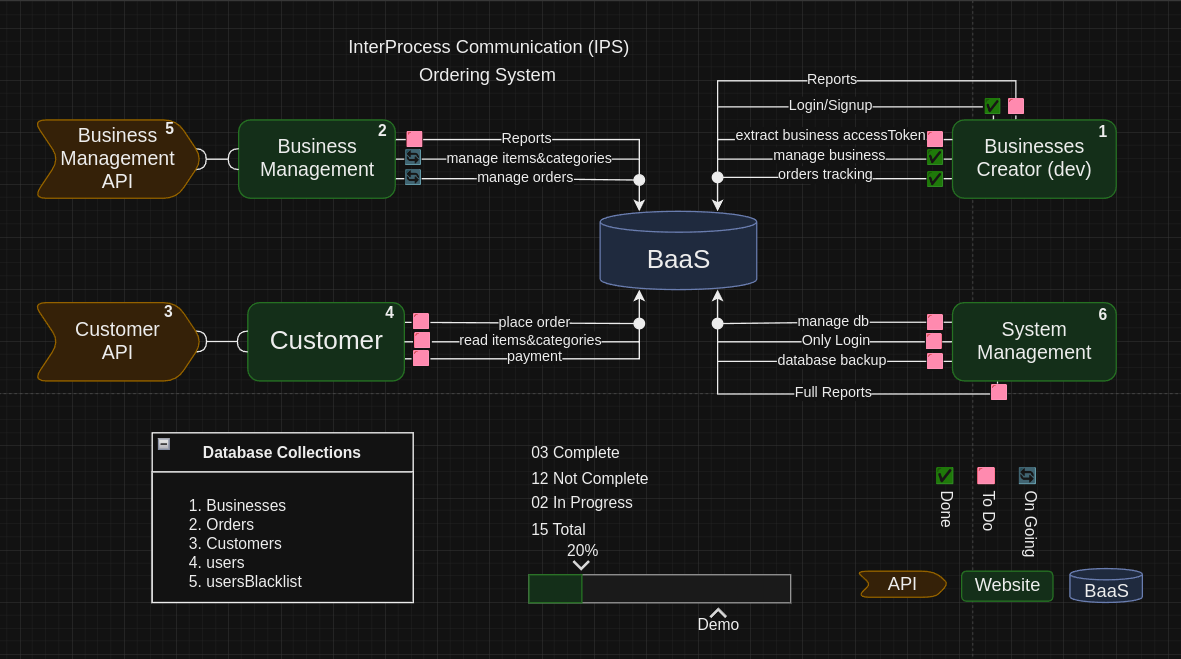 InterProcess Communication (IPS)
Ordering System
Business
Management
API
5
Business
Management
2
Reports
manage items&categories
manage orders
Reports
Login/Signup
extract business accessToken
manage business
orders tracking
Businesses
Creator (dev)
1
BaaS
Customer
API
3
Customer
4
place order
read items&categories
payment
manage db
Only Login
database backup
Full Reports
System
Management
6
Database Collections
1. Businesses
2. Orders
3. Customers
4. users
5. usersBlacklist
03 Complete
12 Not Complete
02 In Progress
15 Total
20%
Demo
Done
To Do
On Going
API
Website
BaaS